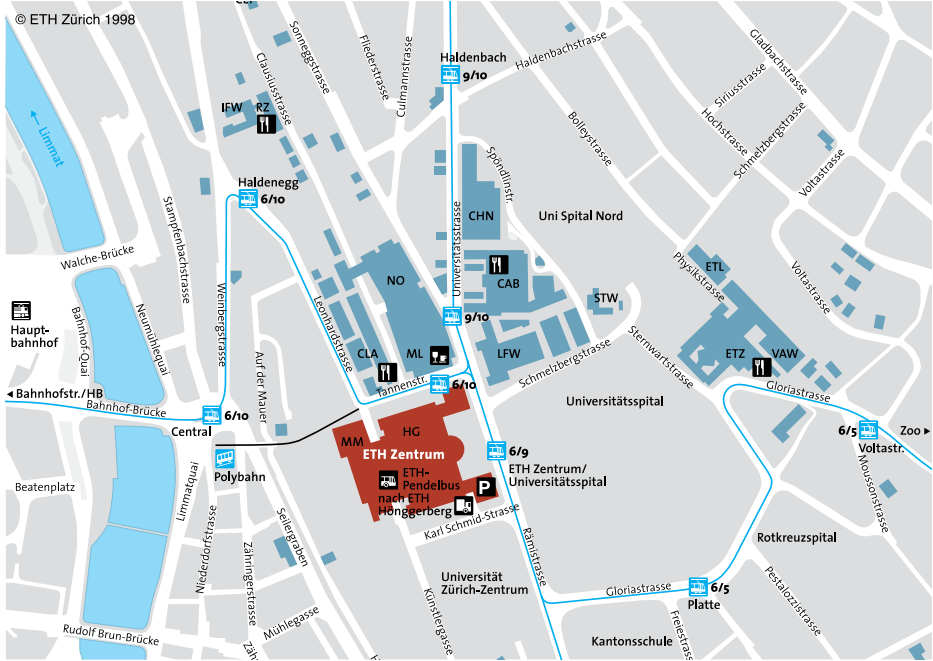 © ETH Zürich 1998
Sonneggstrasse
Clausiusstrasse
Fliederstrasse
Culmannstrasse
Haldenbach
9/10
Haldenbachstrasse
Gladbachstrasse
Siriusstrasse
Hochstrasse
Schmelzbergstrasse
Voltastrasse
Bolleystrasse
IFW
RZ
← Limmat
Haldenegg
6/10
Spöndlinstr.
CHN
Uni Spital Nord
Stampfenbachstrasse
Walche-Brücke
Universitätsstrasse
Physikstrasse
ETL
Voltastrasse
NO
CAB
STW
Haupt-
bahnhof
Bahnhof-Quai
Neumühlequai
Weinbergstrasse
Leonhardstrasse
9/10
Sternwartstrasse
Auf der Mauer
CLA
ML
LFW
Schmelzbergstrasse
ETZ
VAW
Tannenstr.
6/10
Gloriastrasse
Bahnhofstr./HB
Bahnhof-Brücke
6/10
Central
Universitätsspital
MM
HG
ETH Zentrum
6/9
ETH Zentrum/
Universitätsspital
6/5
Voltastr.
Zoo
Polybahn
ETH-
Pendelbus
nach ETH
Hönggerberg
P
Beatenplatz
Limmatquai
Niederdorfstrasse
Seilergraben
Karl Schmid-Strasse
Moussonstrasse
Rämistrasse
Rotkreuzspital
Zähringerstrasse
Universität
Zürich-Zentrum
Gloriastrasse
6/5
Platte
Pestalozzistrasse
Künstlergasse
Mühlegasse
Rudolf Brun-Brücke
Freiestrasse
Kantonsschule